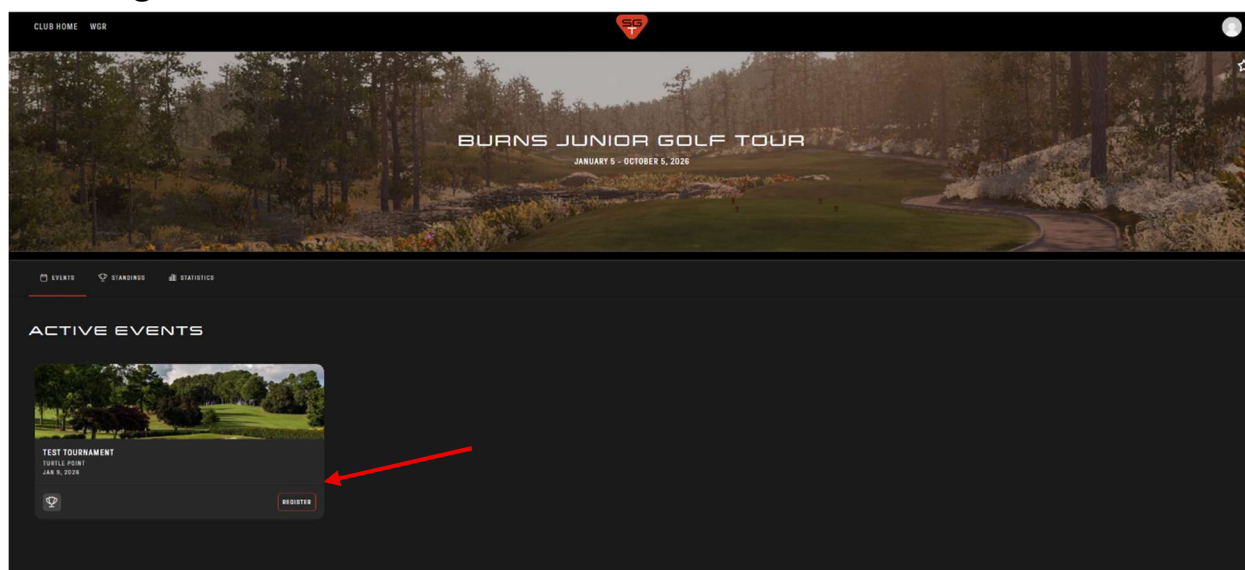 CLUB HOME WGR
SG
T
BURNS JUNIOR GOLF TOUR
JANUARY 5 - OCTOBER 5, 2026
EVENTS STANDINGS STATISTICS
ACTIVE EVENTS
TEST TOURNAMENT
TURTLE POINT
JAN 9, 2026
REGISTER